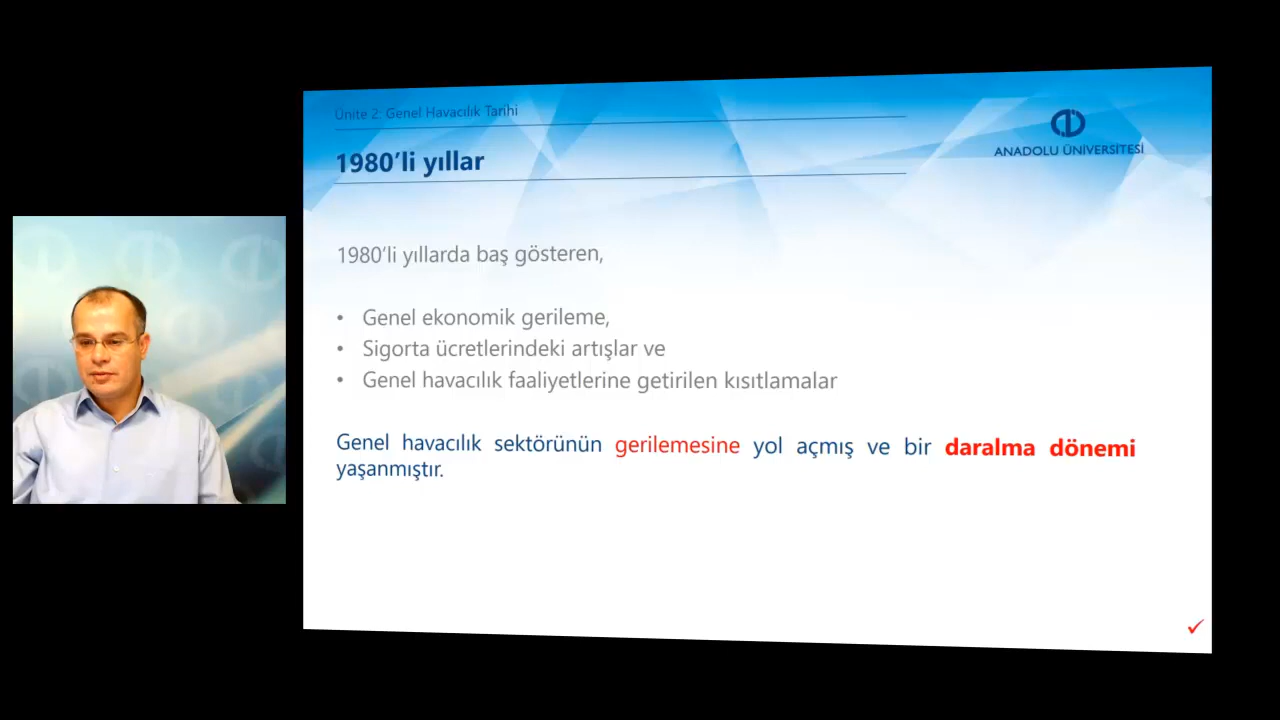 Ünite 2: Genel Havacılık Tarihi
ANADOLU ÜNİVERSİTESİ
1980’li yıllar
1980’li yıllarda baş gösteren,
• Genel ekonomik gerileme,
• Sigorta ücretlerindeki artışlar ve
• Genel havacılık faaliyetlerine getirilen kısıtlamalar
Genel havacılık sektörünün gerilemesine yol açmış ve bir daralma dönemi
yaşanmıştır.